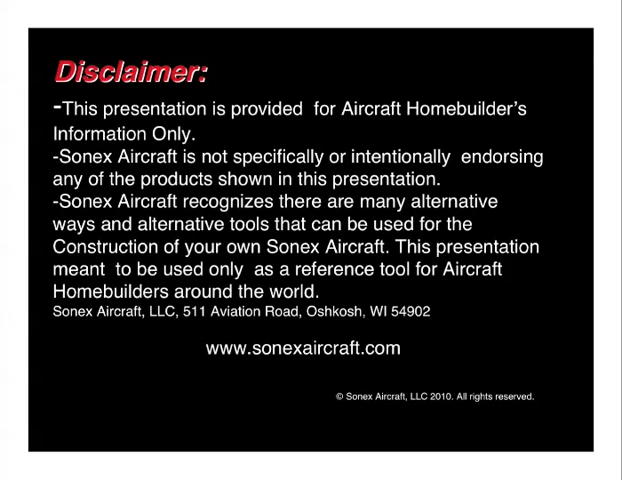 Disclaimer:
-This presentation is provided  for Aircraft Homebuilder’s
Information Only.
-Sonex Aircraft is not specifically or intentionally  endorsing
any of the products shown in this presentation.
-Sonex Aircraft recognizes there are many alternative
ways and alternative tools that can be used for the
Construction of your own Sonex Aircraft. This presentation
meant  to be used only  as a reference tool for Aircraft
Homebuilders around the world.
Sonex Aircraft, LLC, 511 Aviation Road, Oshkosh, WI 54902
www.sonexaircraft.com
© Sonex Aircraft, LLC 2010. All rights reserved.